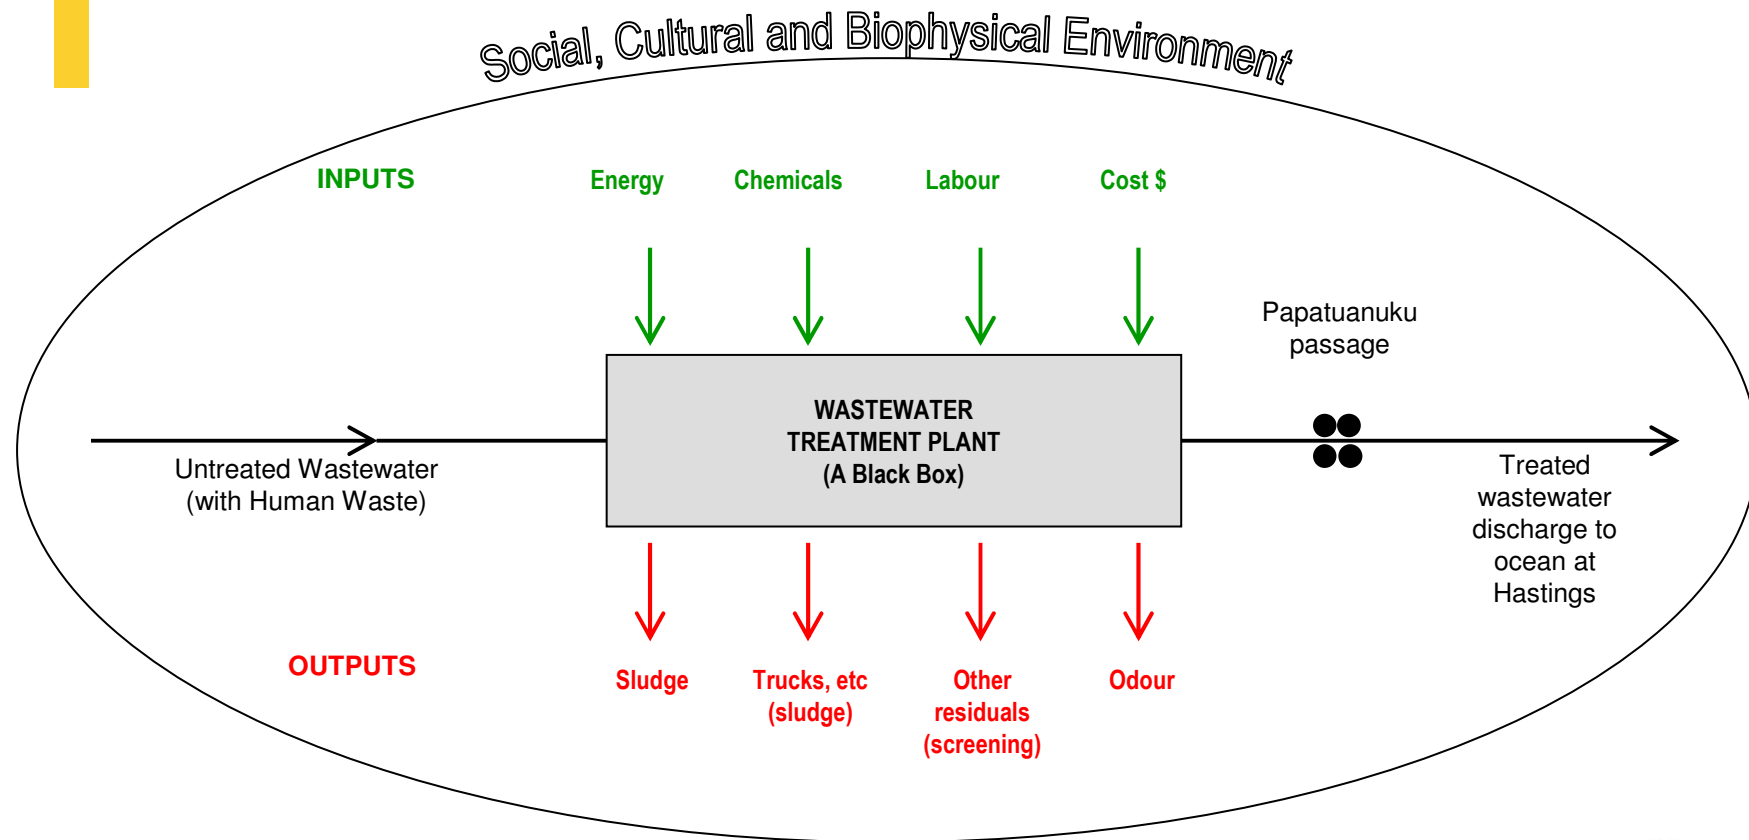 Social, Cultural and Biophysical Environment
INPUTS
Energy
Chemicals
Labour
Cost $
Papatuanuku
passage
WASTEWATER
TREATMENT PLANT
(A Black Box)
Untreated Wastewater
(with Human Waste)
Treated
wastewater
discharge to
ocean at
Hastings
OUTPUTS
Sludge
Trucks, etc
(sludge)
Other
residuals
(screening)
Odour